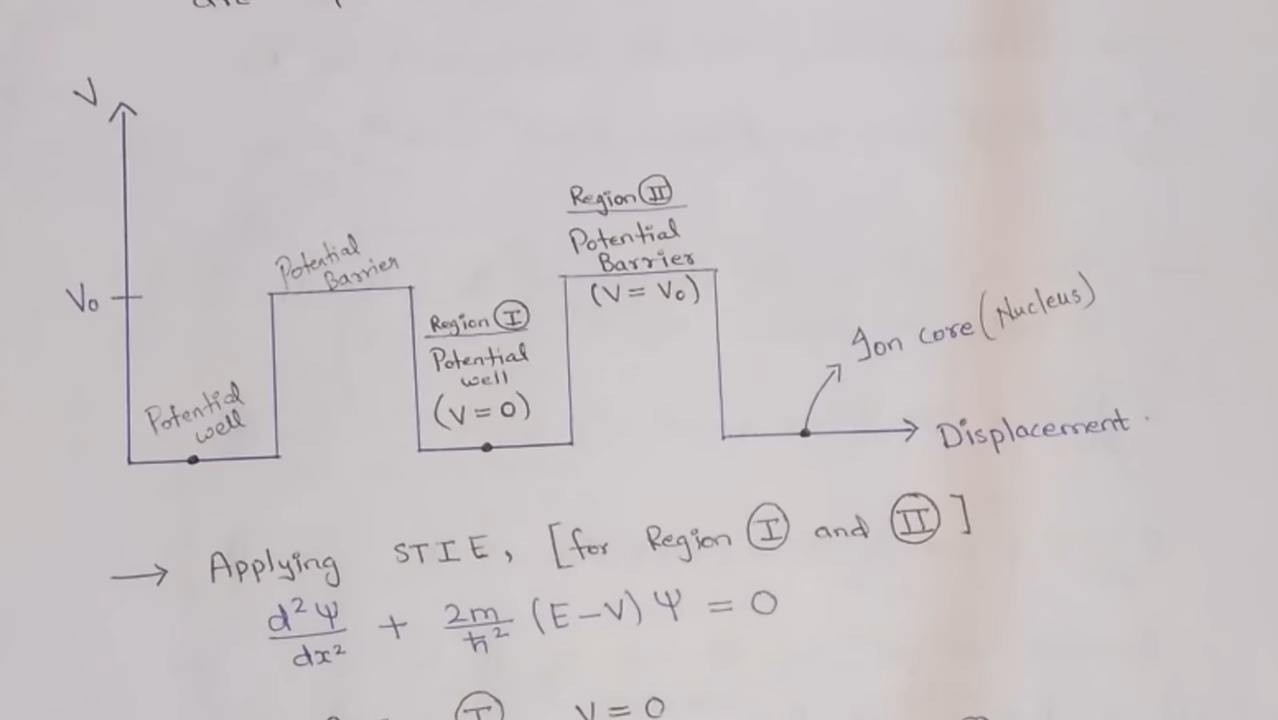 V
Region II
Potential
Barrier
(V = V₀)
Potential
Barrier
V₀
Region I
Potential
well
(V = 0)
Potential
well
Ion core (Nucleus)
Displacement
→ Applying STIE, [for Region I and II]
d²Ψ/dx² + 2m/ħ² (E-V) Ψ = 0
I V = 0